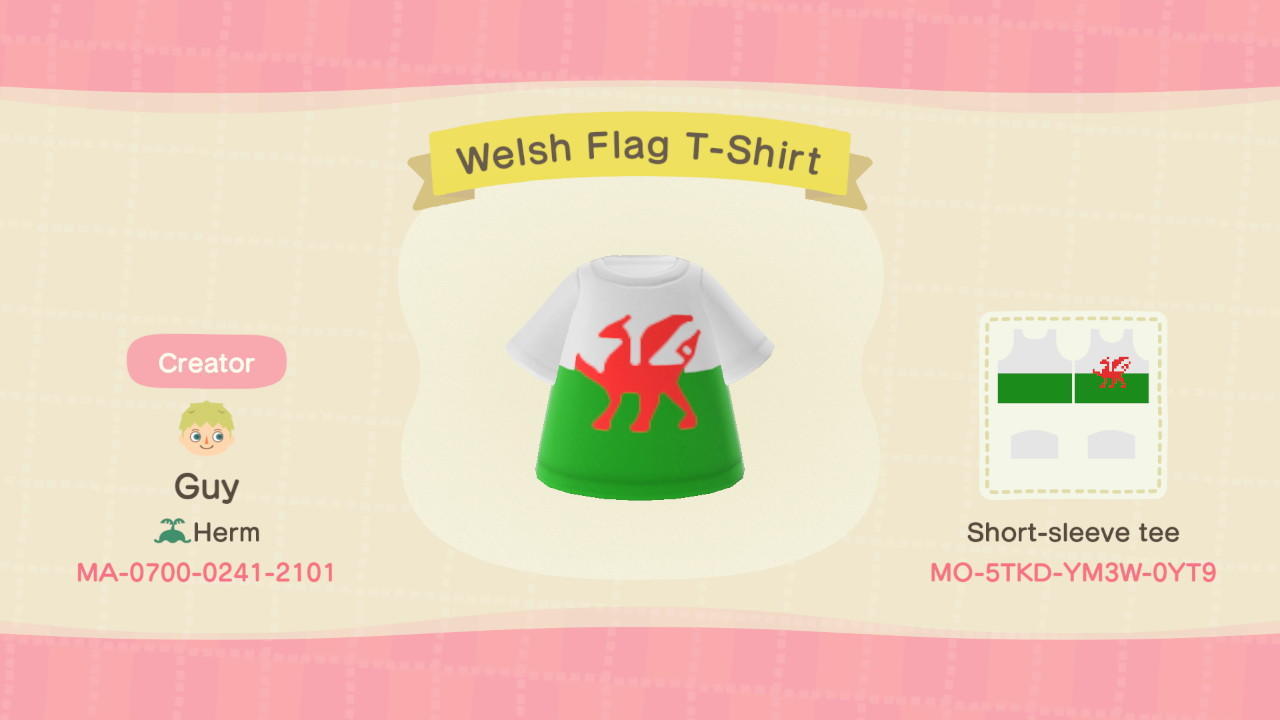 Welsh Flag T-Shirt
Creator
Guy
Herm
MA-0700-0241-2101
Short-sleeve tee
MO-5TKD-YM3W-0YT9